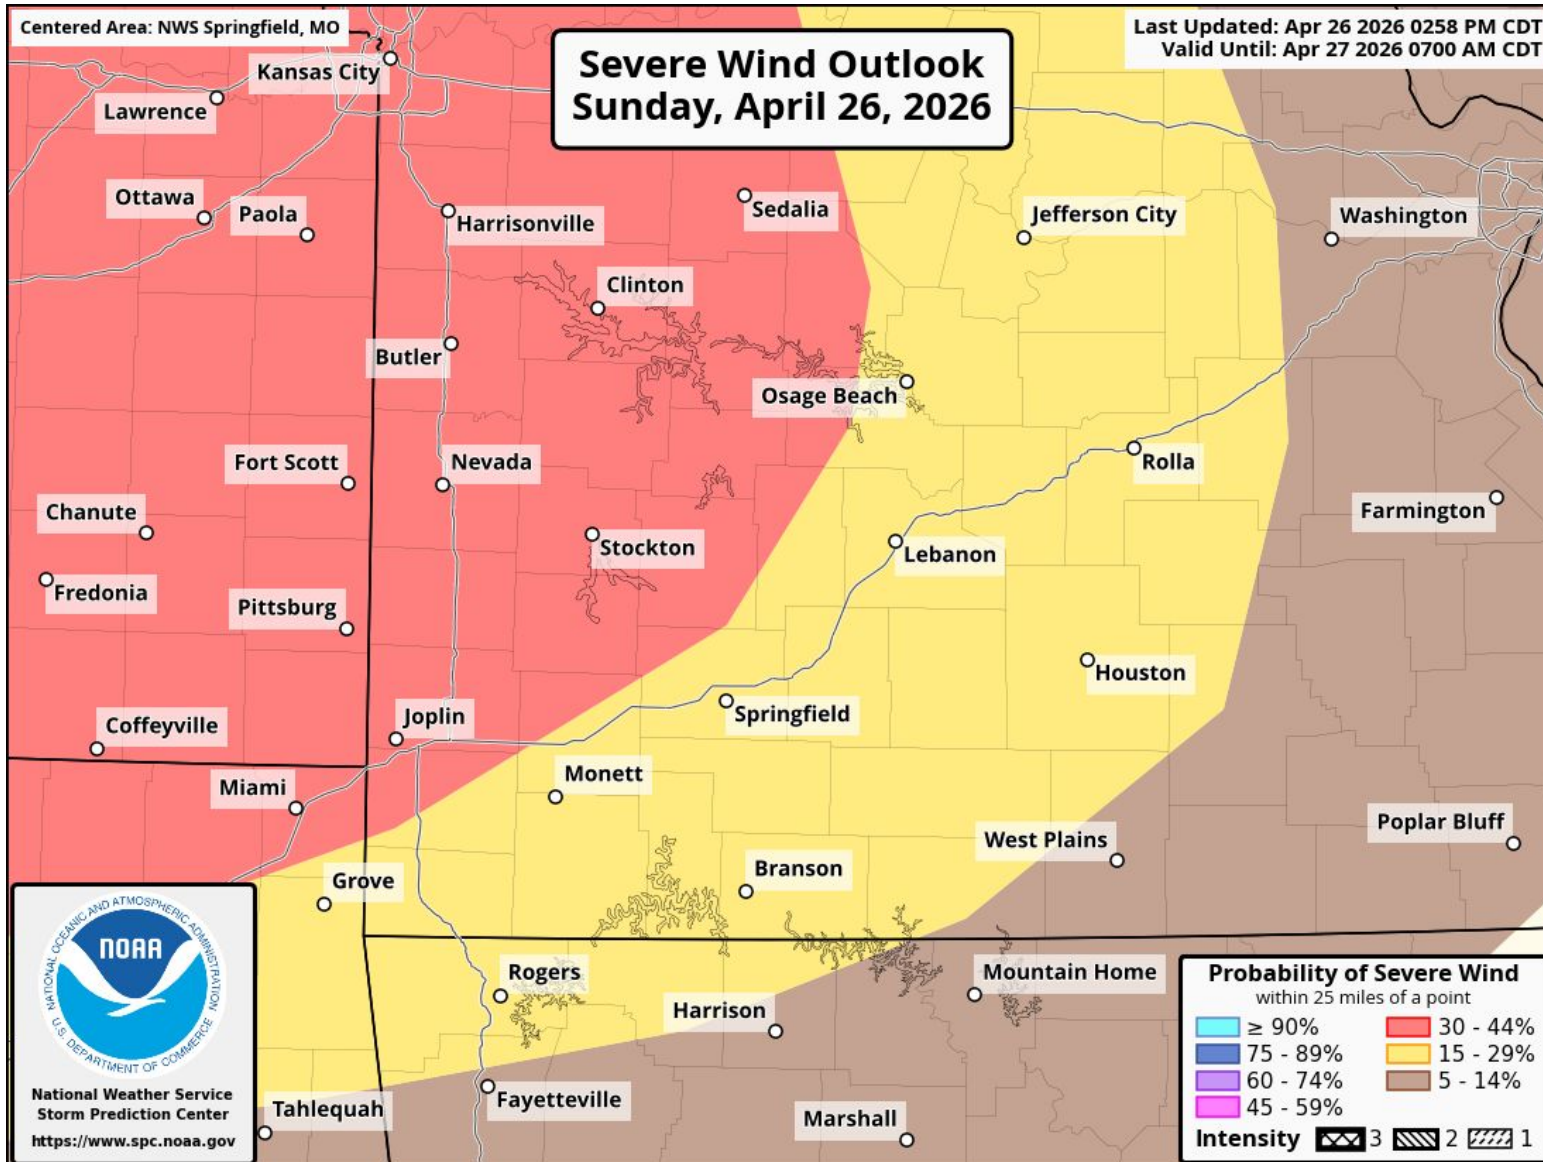 Centered Area: NWS Springfield, MO
Severe Wind Outlook
Sunday, April 26, 2026
Last Updated: Apr 26 2026 0258 PM CDT
Valid Until: Apr 27 2026 0700 AM CDT
Kansas City
Lawrence
Ottawa
Paola
Harrisonville
Sedalia
Jefferson City
Washington
Clinton
Butler
Osage Beach
Fort Scott
Nevada
Rolla
Chanute
Farmington
Stockton
Lebanon
Fredonia
Pittsburg
Houston
Coffeyville
Joplin
Springfield
Miami
Monett
Poplar Bluff
West Plains
Grove
Branson
Rogers
Mountain Home
Harrison
Tahlequah
Fayetteville
Marshall
NATIONAL OCEANIC AND ATMOSPHERIC ADMINISTRATION
NOAA
U.S. DEPARTMENT OF COMMERCE
National Weather Service
Storm Prediction Center
https://www.spc.noaa.gov
Probability of Severe Wind
within 25 miles of a point
≥ 90% 30 - 44%
75 - 89% 15 - 29%
60 - 74% 5 - 14%
45 - 59%
Intensity 3 2 1